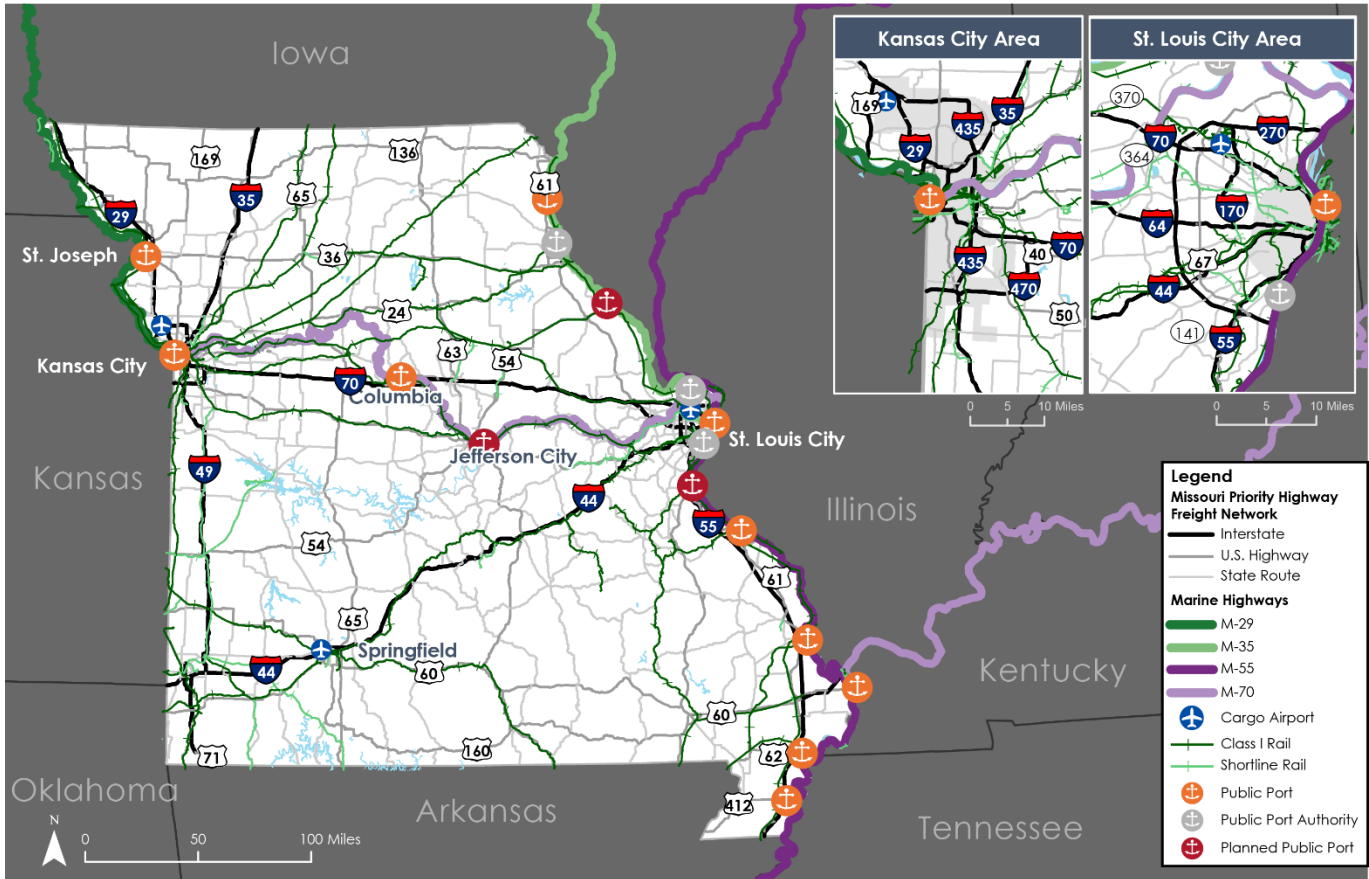 Iowa
Kansas City Area
St. Louis City Area
169
35
435
29
70
40
435
470
50
0 5 10 Miles
370
270
70
364
170
64
67
44
141
55
0 5 10 Miles
169
136
65
61
35
29
St. Joseph
36
24
63
54
Kansas City
70
Columbia
St. Louis City
Jefferson City
Kansas
49
44
Illinois
55
54
61
65
Springfield
44
60
Kentucky
60
71
160
62
Oklahoma
Arkansas
412
Tennessee
N
0 50 100 Miles
Legend
Missouri Priority Highway
Freight Network
Interstate
U.S. Highway
State Route
Marine Highways
M-29
M-35
M-55
M-70
Cargo Airport
Class I Rail
Shortline Rail
Public Port
Public Port Authority
Planned Public Port